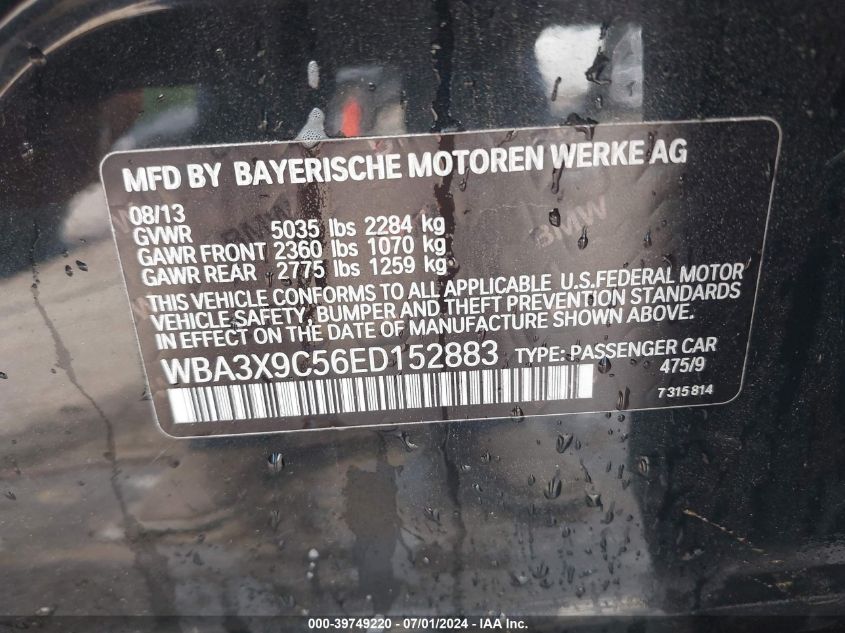 MFD BY BAYERISCHE MOTOREN WERKE AG
08/13
GVWR 5035 lbs 2284 kg
GAWR FRONT 2360 lbs 1070 kg
GAWR REAR 2775 lbs 1259 kg
THIS VEHICLE CONFORMS TO ALL APPLICABLE U.S.FEDERAL MOTOR
VEHICLE SAFETY, BUMPER AND THEFT PREVENTION STANDARDS
IN EFFECT ON THE DATE OF MANUFACTURE SHOWN ABOVE.
WBA3X9C56ED152883 TYPE: PASSENGER CAR
475/9
7 315 814
BMW
000-39749220 - 07/01/2024 - IAA Inc.